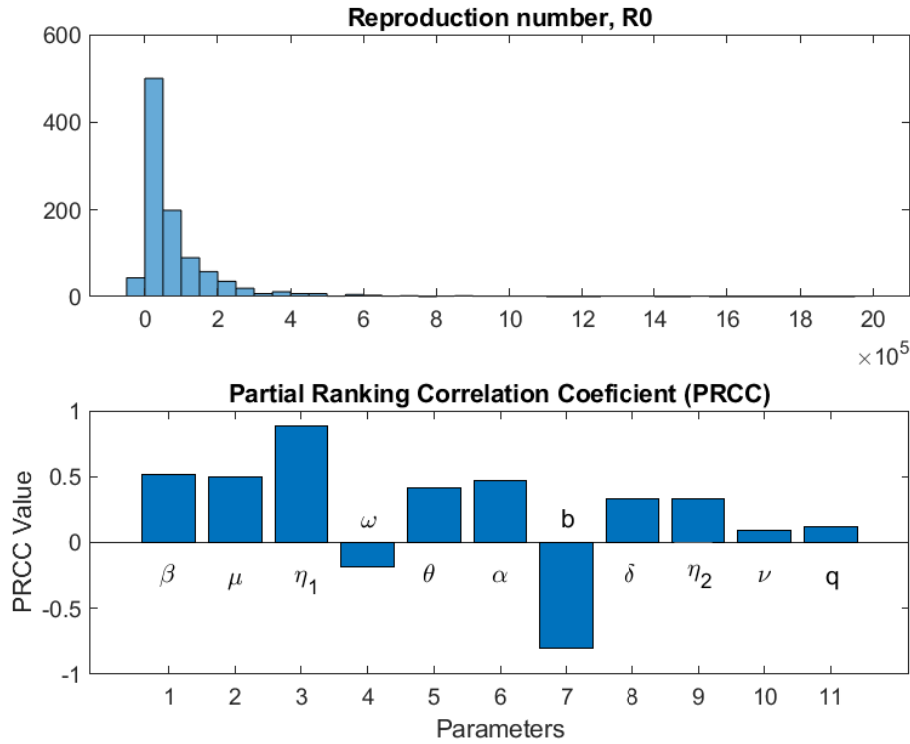 Reproduction number, R0
600
400
200
0
0 2 4 6 8 10 12 14 16 18 20
×10⁵
Partial Ranking Correlation Coeficient (PRCC)
1
0.5
0
-0.5
-1
PRCC Value
ω b
β μ η₁ θ α δ η₂ ν q
1 2 3 4 5 6 7 8 9 10 11
Parameters